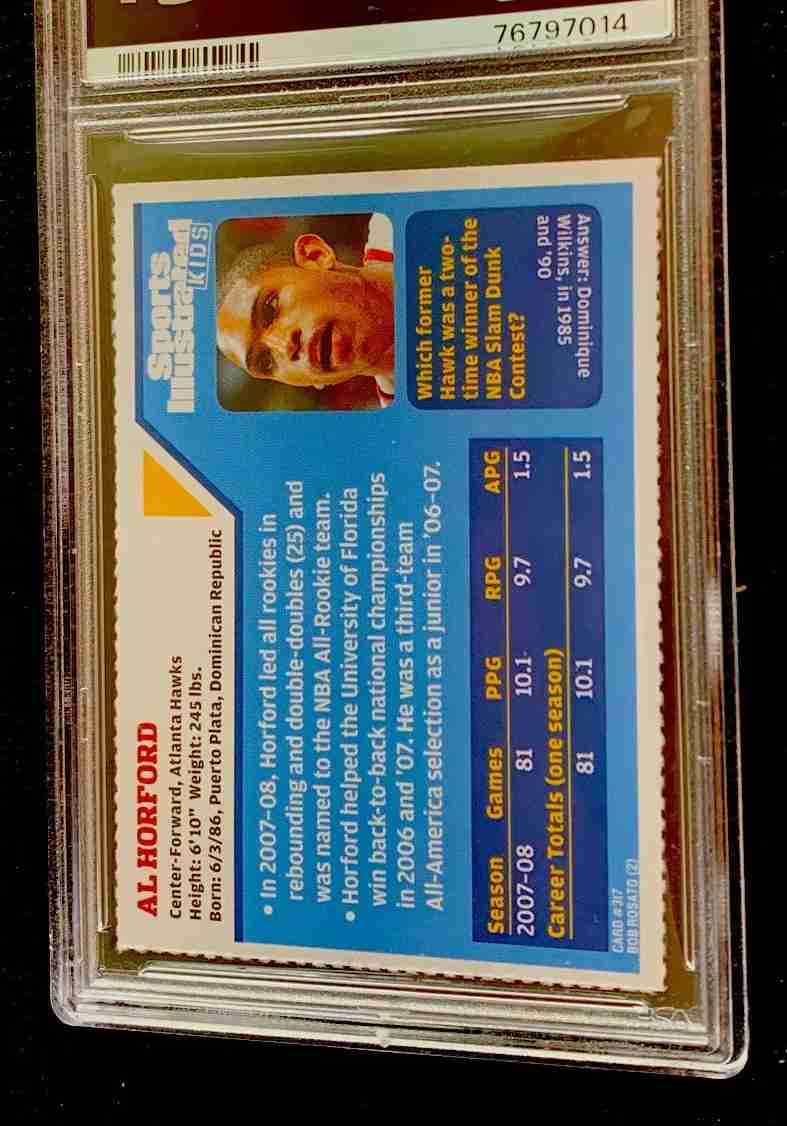 76797014
AL HORFORD
Center-Forward, Atlanta Hawks
Height: 6'10" Weight: 245 lbs.
Born: 6/3/86, Puerto Plata, Dominican Republic
Sports
Illustrated
KIDS
• In 2007–08, Horford led all rookies in
rebounding and double-doubles (25) and
was named to the NBA All-Rookie team.
• Horford helped the University of Florida
win back-to-back national championships
in 2006 and '07. He was a third-team
All-America selection as a junior in '06–07.
Season Games PPG RPG APG
2007–08 81 10.1 9.7 1.5
Career Totals (one season)
81 10.1 9.7 1.5
Which former
Hawk was a two-
time winner of the
NBA Slam Dunk
Contest?
Answer: Dominique
Wilkins, in 1985
and '90
CARD #317
BOB ROSATO (2)
PSA